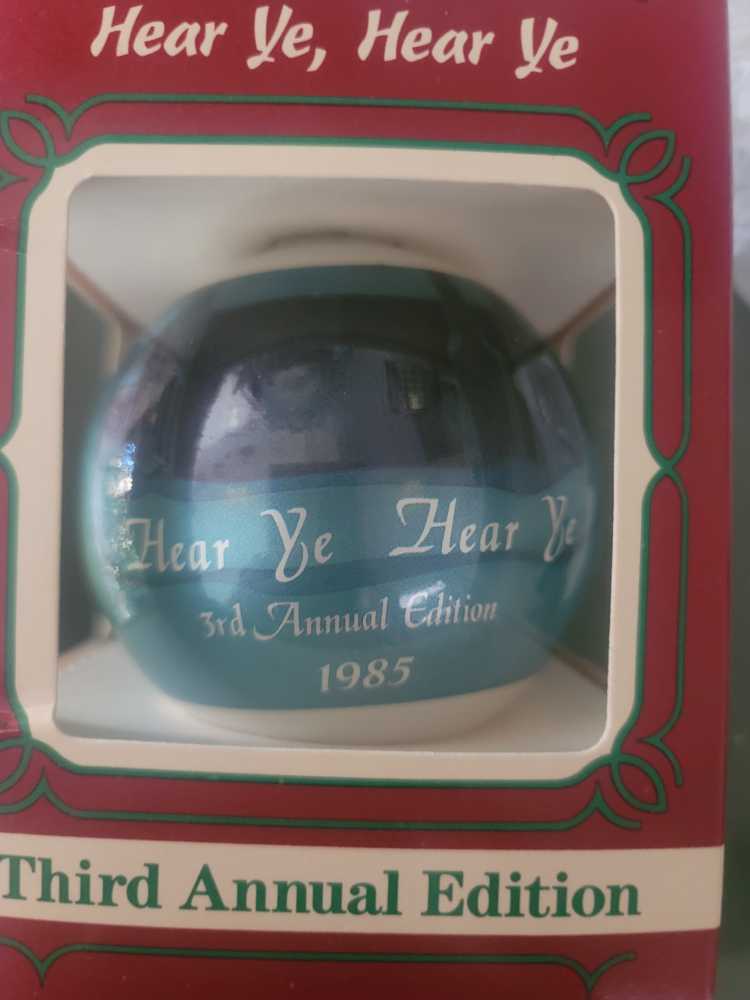 Hear Ye, Hear Ye
Hear Ye Hear Ye
3rd Annual Edition
1985
Third Annual Edition